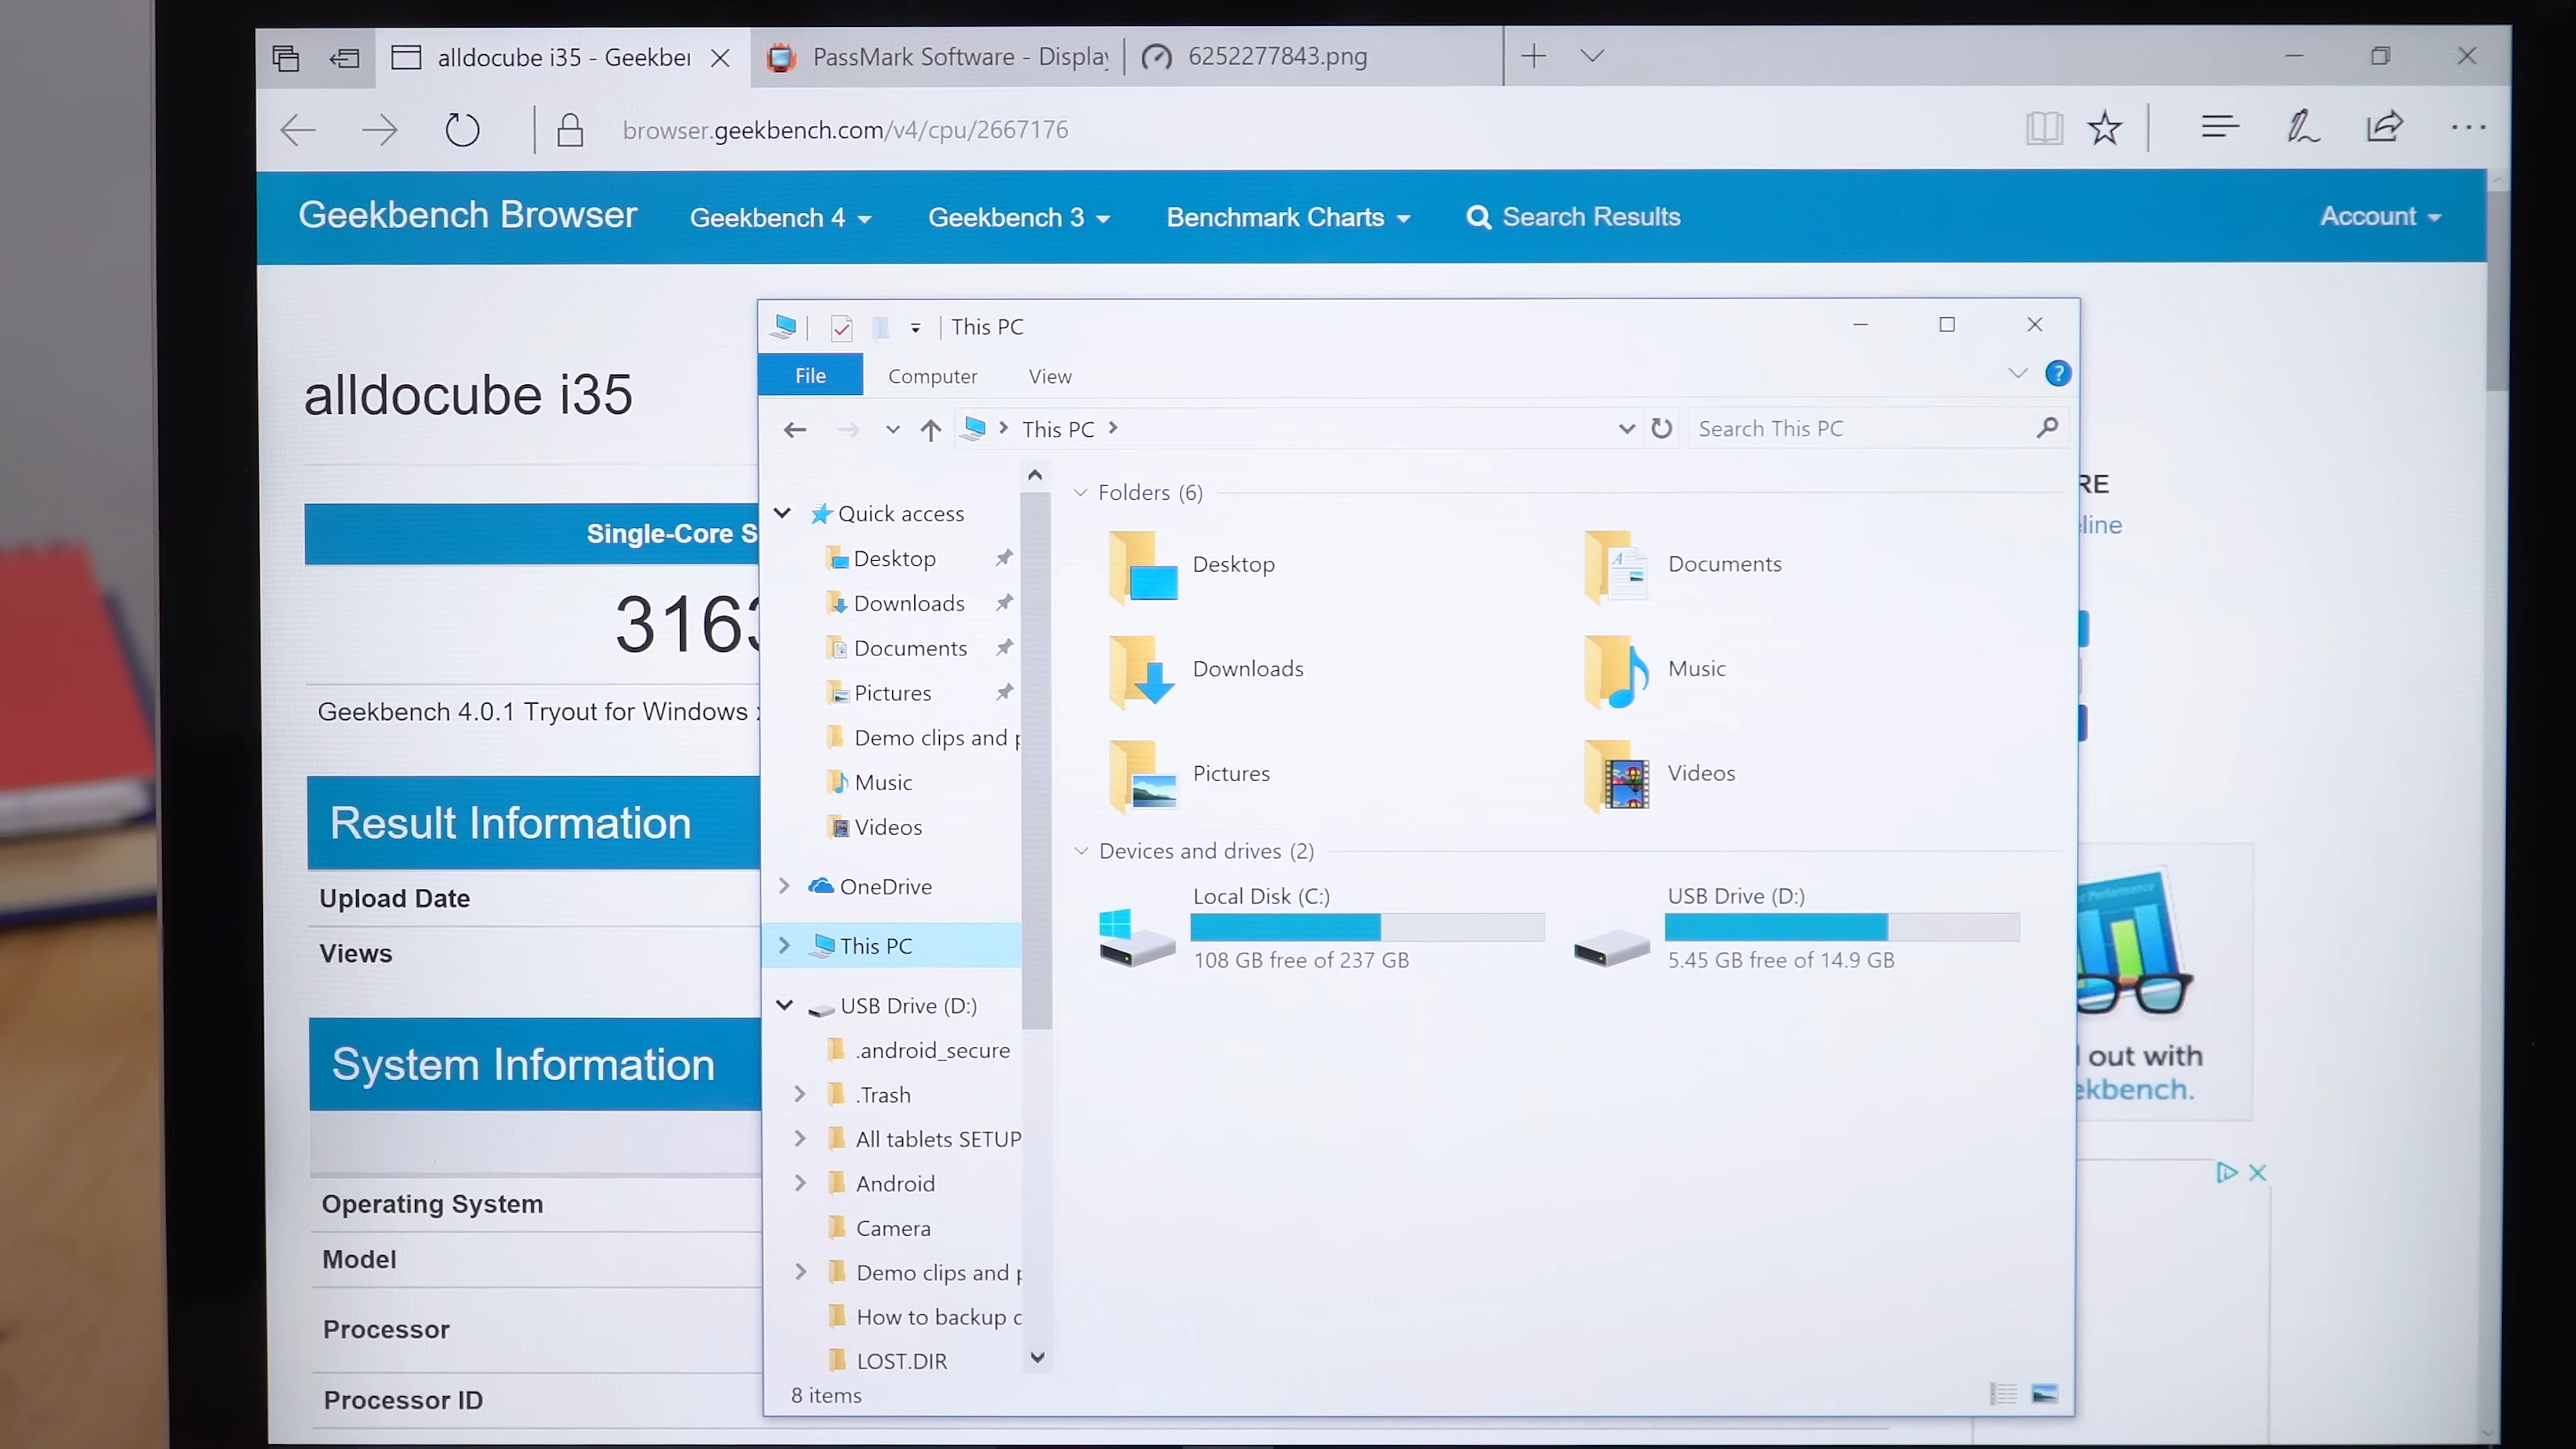 alldocube i35 - Geekber
PassMark Software - Display
6252277843.png
browser.geekbench.com/v4/cpu/2667176
Geekbench Browser
Geekbench 4
Geekbench 3
Benchmark Charts
Search Results
Account
alldocube i35
Single-Core S
3163
Geekbench 4.0.1 Tryout for Windows
Result Information
Upload Date
Views
System Information
Operating System
Model
Processor
Processor ID
This PC
File
Computer
View
This PC
Search This PC
Quick access
Desktop
Downloads
Documents
Pictures
Demo clips and p
Music
Videos
OneDrive
This PC
USB Drive (D:)
.android_secure
.Trash
All tablets SETUP
Android
Camera
Demo clips and p
How to backup c
LOST.DIR
8 items
Folders (6)
Desktop
Documents
Downloads
Music
Pictures
Videos
Devices and drives (2)
Local Disk (C:)
108 GB free of 237 GB
USB Drive (D:)
5.45 GB free of 14.9 GB
RE
line
Performance
out with
ekbench.